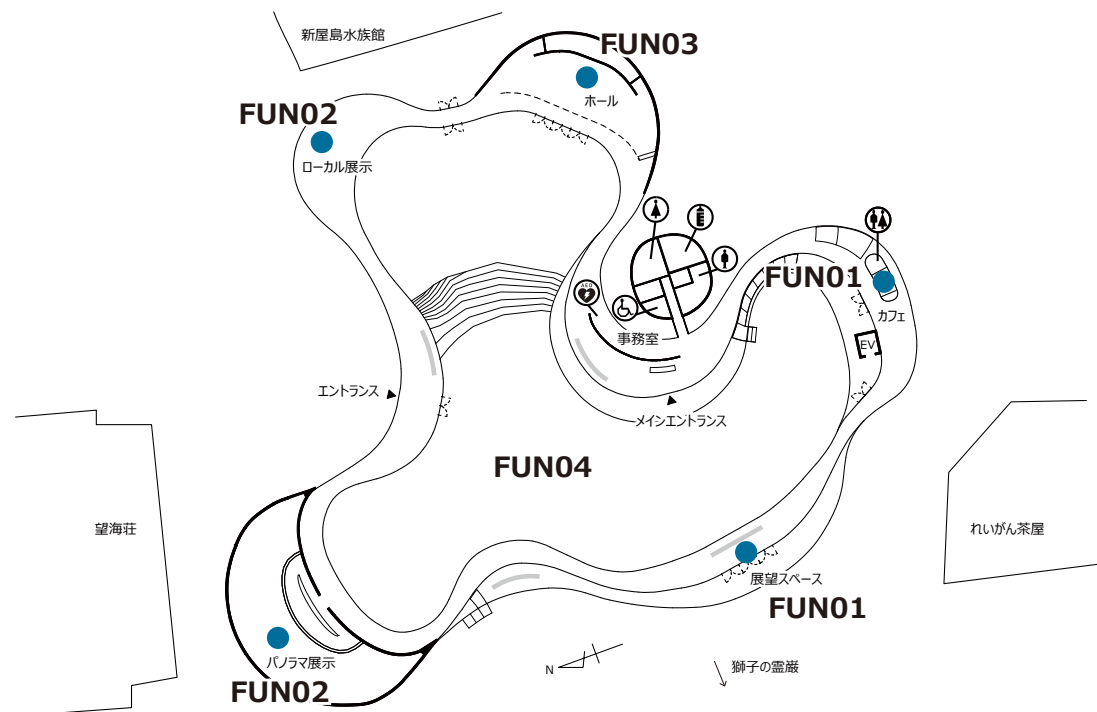 新屋島水族館
FUN03
ホール
FUN02
ローカル展示
FUN01
カフェ
AED
EV
事務室
エントランス
メインエントランス
FUN04
望海荘
れいがん茶屋
展望スペース
FUN01
パノラマ展示
FUN02
N
獅子の霊巌